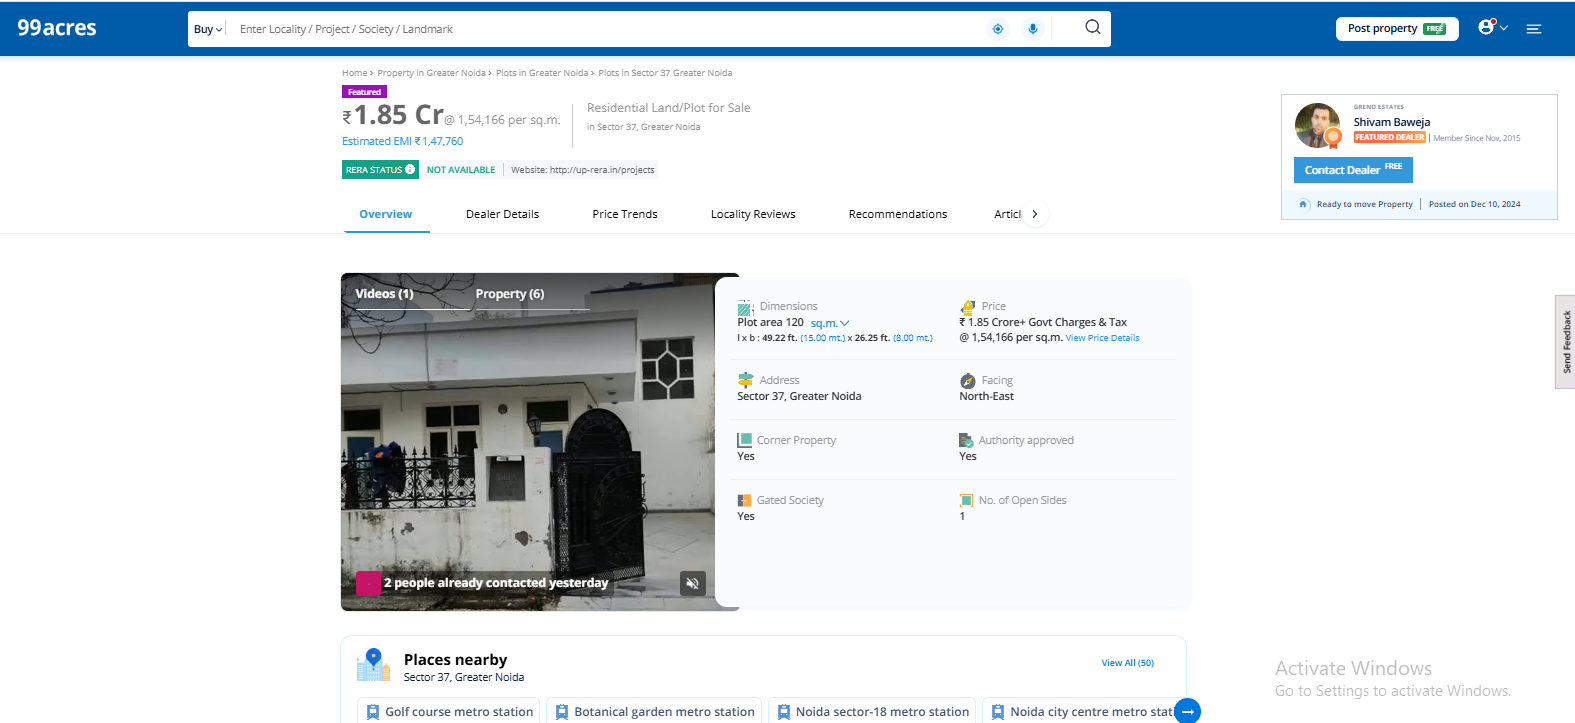 99acres
Buy
Enter Locality / Project / Society / Landmark
Post property FREE
Home › Property in Greater Noida › Plots in Greater Noida › Plots in Sector 37 Greater Noida
Featured
₹1.85 Cr @ 1,54,166 per sq.m.
Estimated EMI ₹1,47,760
Residential Land/Plot for Sale
in Sector 37, Greater Noida
RERA STATUS NOT AVAILABLE Website: http://up-rera.in/projects
GRENO ESTATES
Shivam Baweja
FEATURED DEALER | Member Since Nov, 2015
Contact Dealer FREE
Ready to move Property | Posted on Dec 10, 2024
Overview
Dealer Details
Price Trends
Locality Reviews
Recommendations
Articl
Videos (1)
Property (6)
2 people already contacted yesterday
Dimensions
Plot area 120 sq.m.
l x b : 49.22 ft. (15.00 mt.) x 26.25 ft. (8.00 mt.)
Price
₹ 1.85 Crore+ Govt Charges & Tax
@ 1,54,166 per sq.m. View Price Details
Address
Sector 37, Greater Noida
Facing
North-East
Corner Property
Yes
Authority approved
Yes
Gated Society
Yes
No. of Open Sides
1
Send Feedback
Places nearby
Sector 37, Greater Noida
View All (50)
Golf course metro station
Botanical garden metro station
Noida sector-18 metro station
Noida city centre metro stati
Activate Windows
Go to Settings to activate Windows.